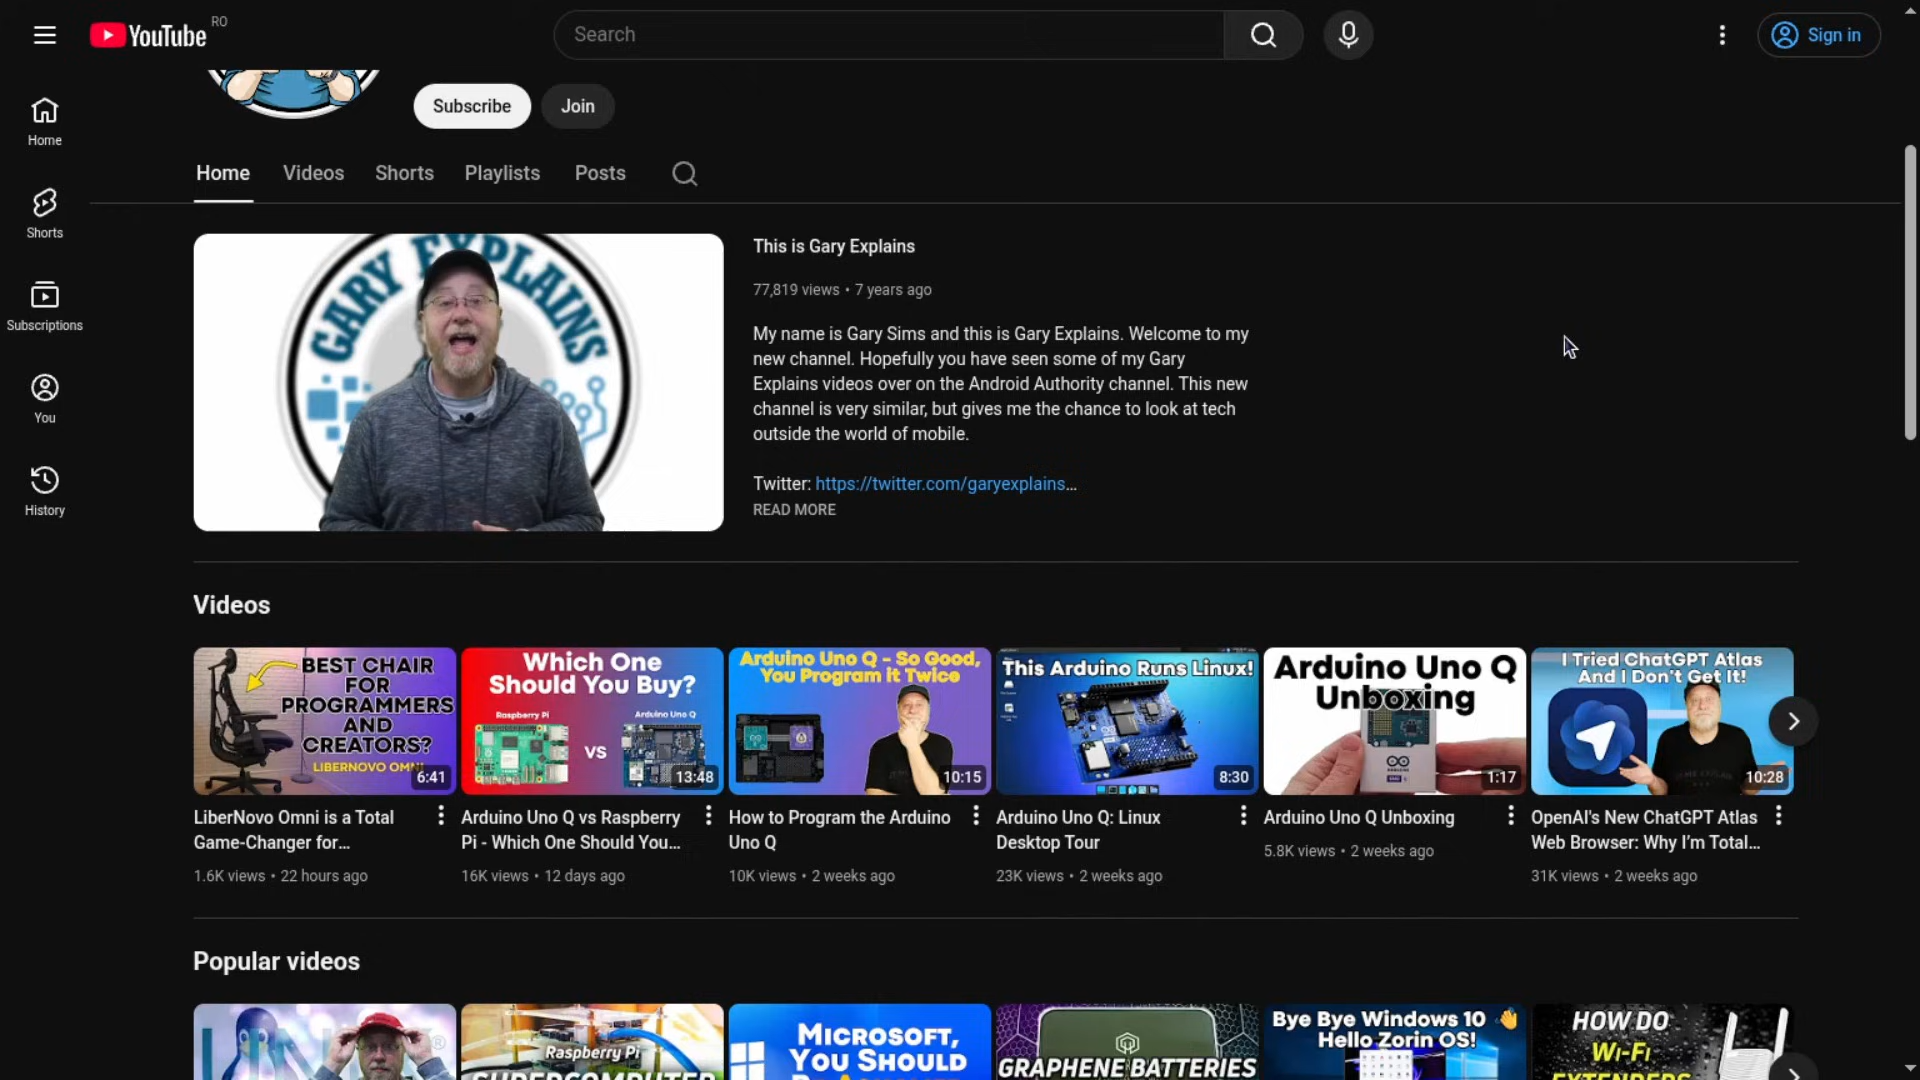 YouTube RO
Search
Sign in
Subscribe
Join
Home
Shorts
Subscriptions
You
History
Home
Videos
Shorts
Playlists
Posts
GARY EXPLAINS
This is Gary Explains
77,819 views • 7 years ago
My name is Gary Sims and this is Gary Explains. Welcome to my
new channel. Hopefully you have seen some of my Gary
Explains videos over on the Android Authority channel. This new
channel is very similar, but gives me the chance to look at tech
outside the world of mobile.
Twitter: https://twitter.com/garyexplains...
READ MORE
Videos
BEST CHAIR
FOR
PROGRAMMERS
AND
CREATORS?
LIBERNOVO OMNI
6:41
LiberNovo Omni is a Total
Game-Changer for...
1.6K views • 22 hours ago
Which One
Should You Buy?
Raspberry Pi
VS
Arduino Uno Q
13:48
Arduino Uno Q vs Raspberry
Pi - Which One Should You...
16K views • 12 days ago
Arduino Uno Q - So Good,
You Program it Twice
10:15
How to Program the Arduino
Uno Q
10K views • 2 weeks ago
This Arduino Runs Linux!
8:30
Arduino Uno Q: Linux
Desktop Tour
23K views • 2 weeks ago
Arduino Uno Q
Unboxing
1:17
Arduino Uno Q Unboxing
5.8K views • 2 weeks ago
I Tried ChatGPT Atlas
And I Don't Get It!
10:28
OpenAI's New ChatGPT Atlas
Web Browser: Why I'm Total...
31K views • 2 weeks ago
Popular videos
Raspberry Pi
SUPERCOMPUTER
MICROSOFT,
YOU SHOULD
GRAPHENE BATTERIES
Bye Bye Windows 10 👋
Hello Zorin OS!
HOW DO
WI-FI
EXTENDERS